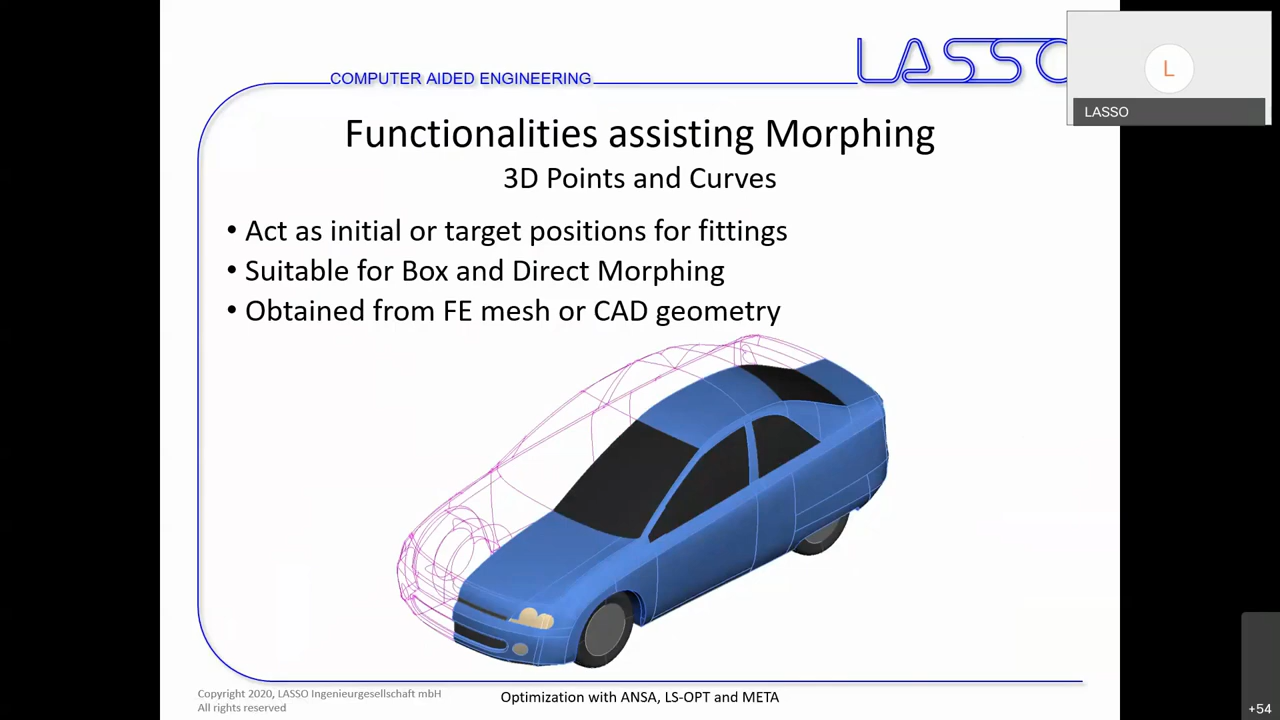 COMPUTER AIDED ENGINEERING
LASSO
L
LASSO
Functionalities assisting Morphing
3D Points and Curves
• Act as initial or target positions for fittings
• Suitable for Box and Direct Morphing
• Obtained from FE mesh or CAD geometry
Copyright 2020, LASSO Ingenieurgesellschaft mbH
All rights reserved
Optimization with ANSA, LS-OPT and META
+54